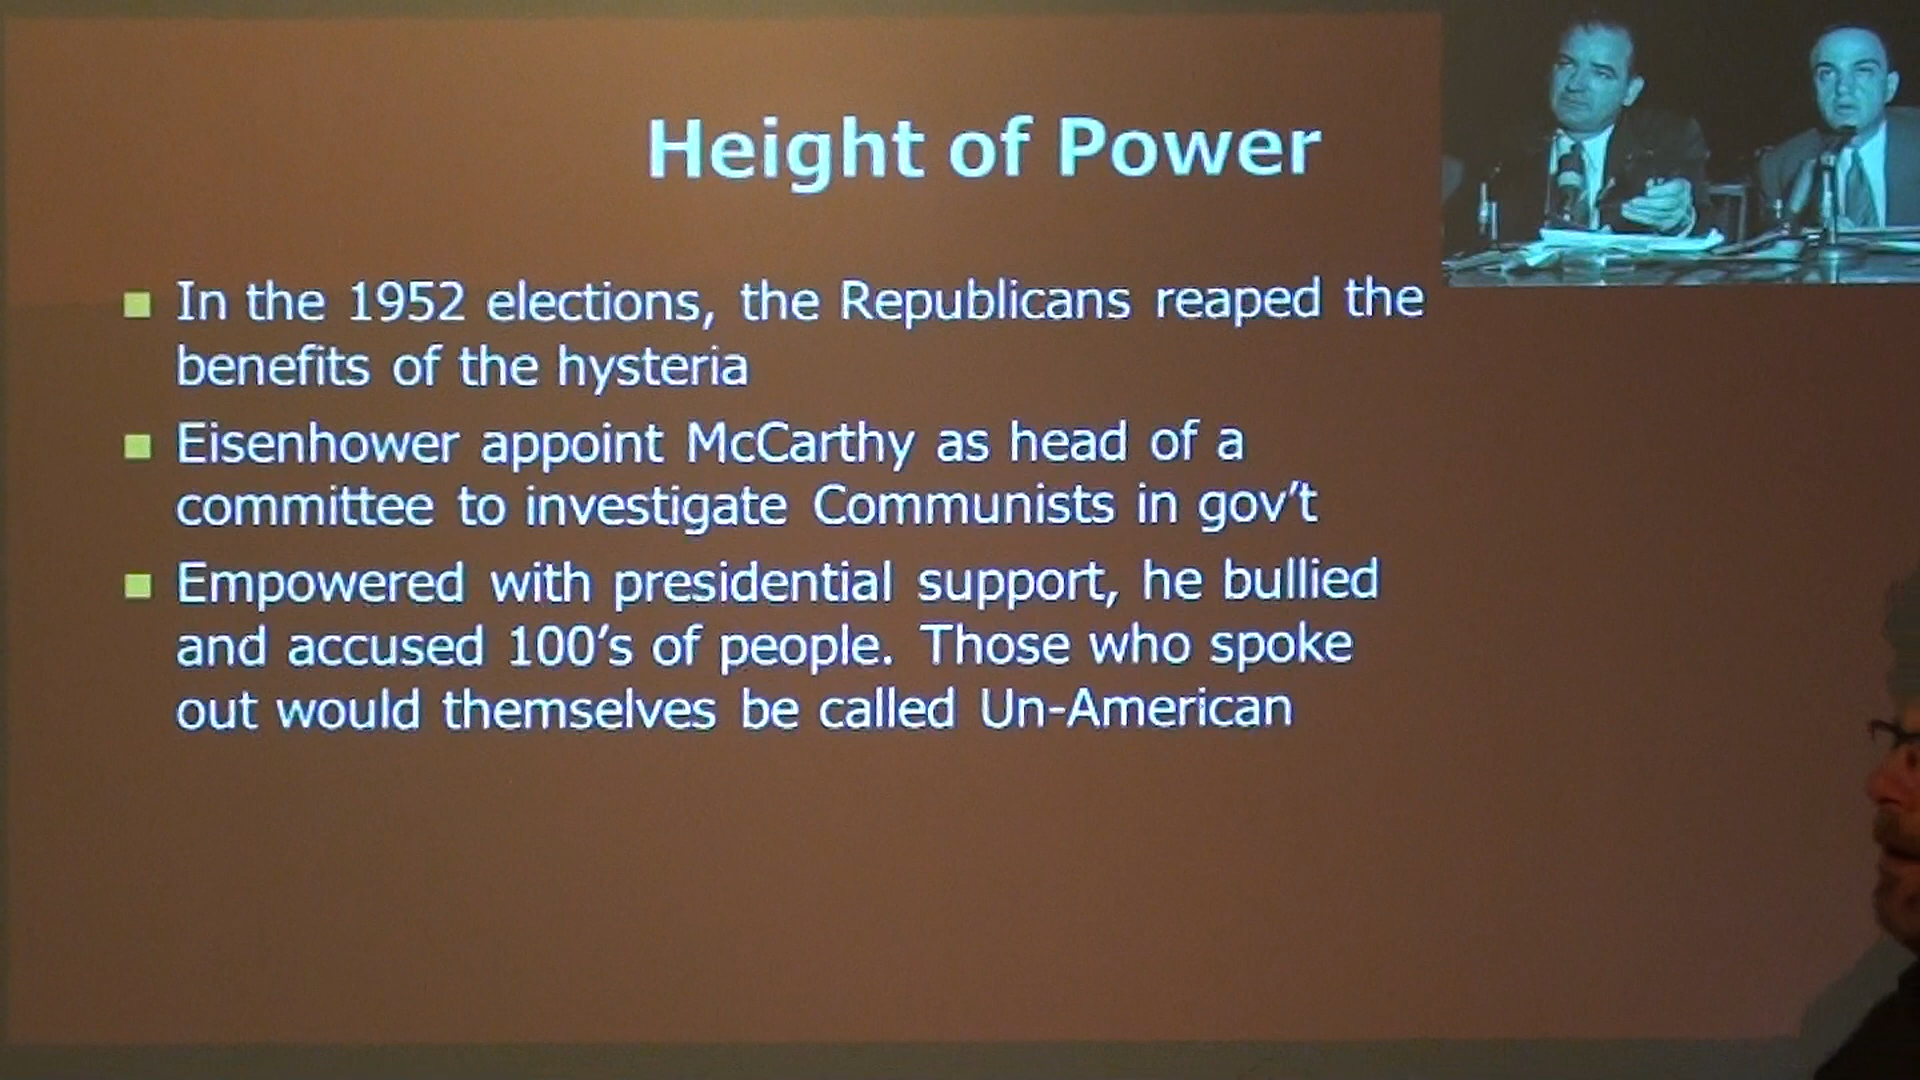 Height of Power
In the 1952 elections, the Republicans reaped the
benefits of the hysteria
Eisenhower appoint McCarthy as head of a
committee to investigate Communists in gov't
Empowered with presidential support, he bullied
and accused 100's of people. Those who spoke
out would themselves be called Un-American